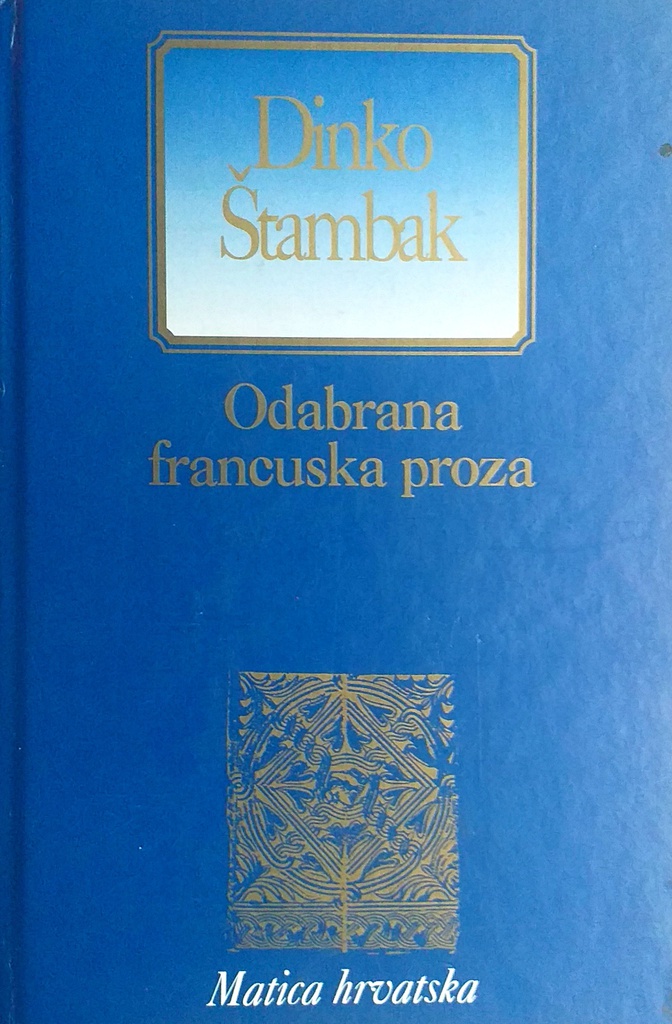 Dinko
Štambak
Odabrana
francuska proza
Matica hrvatska